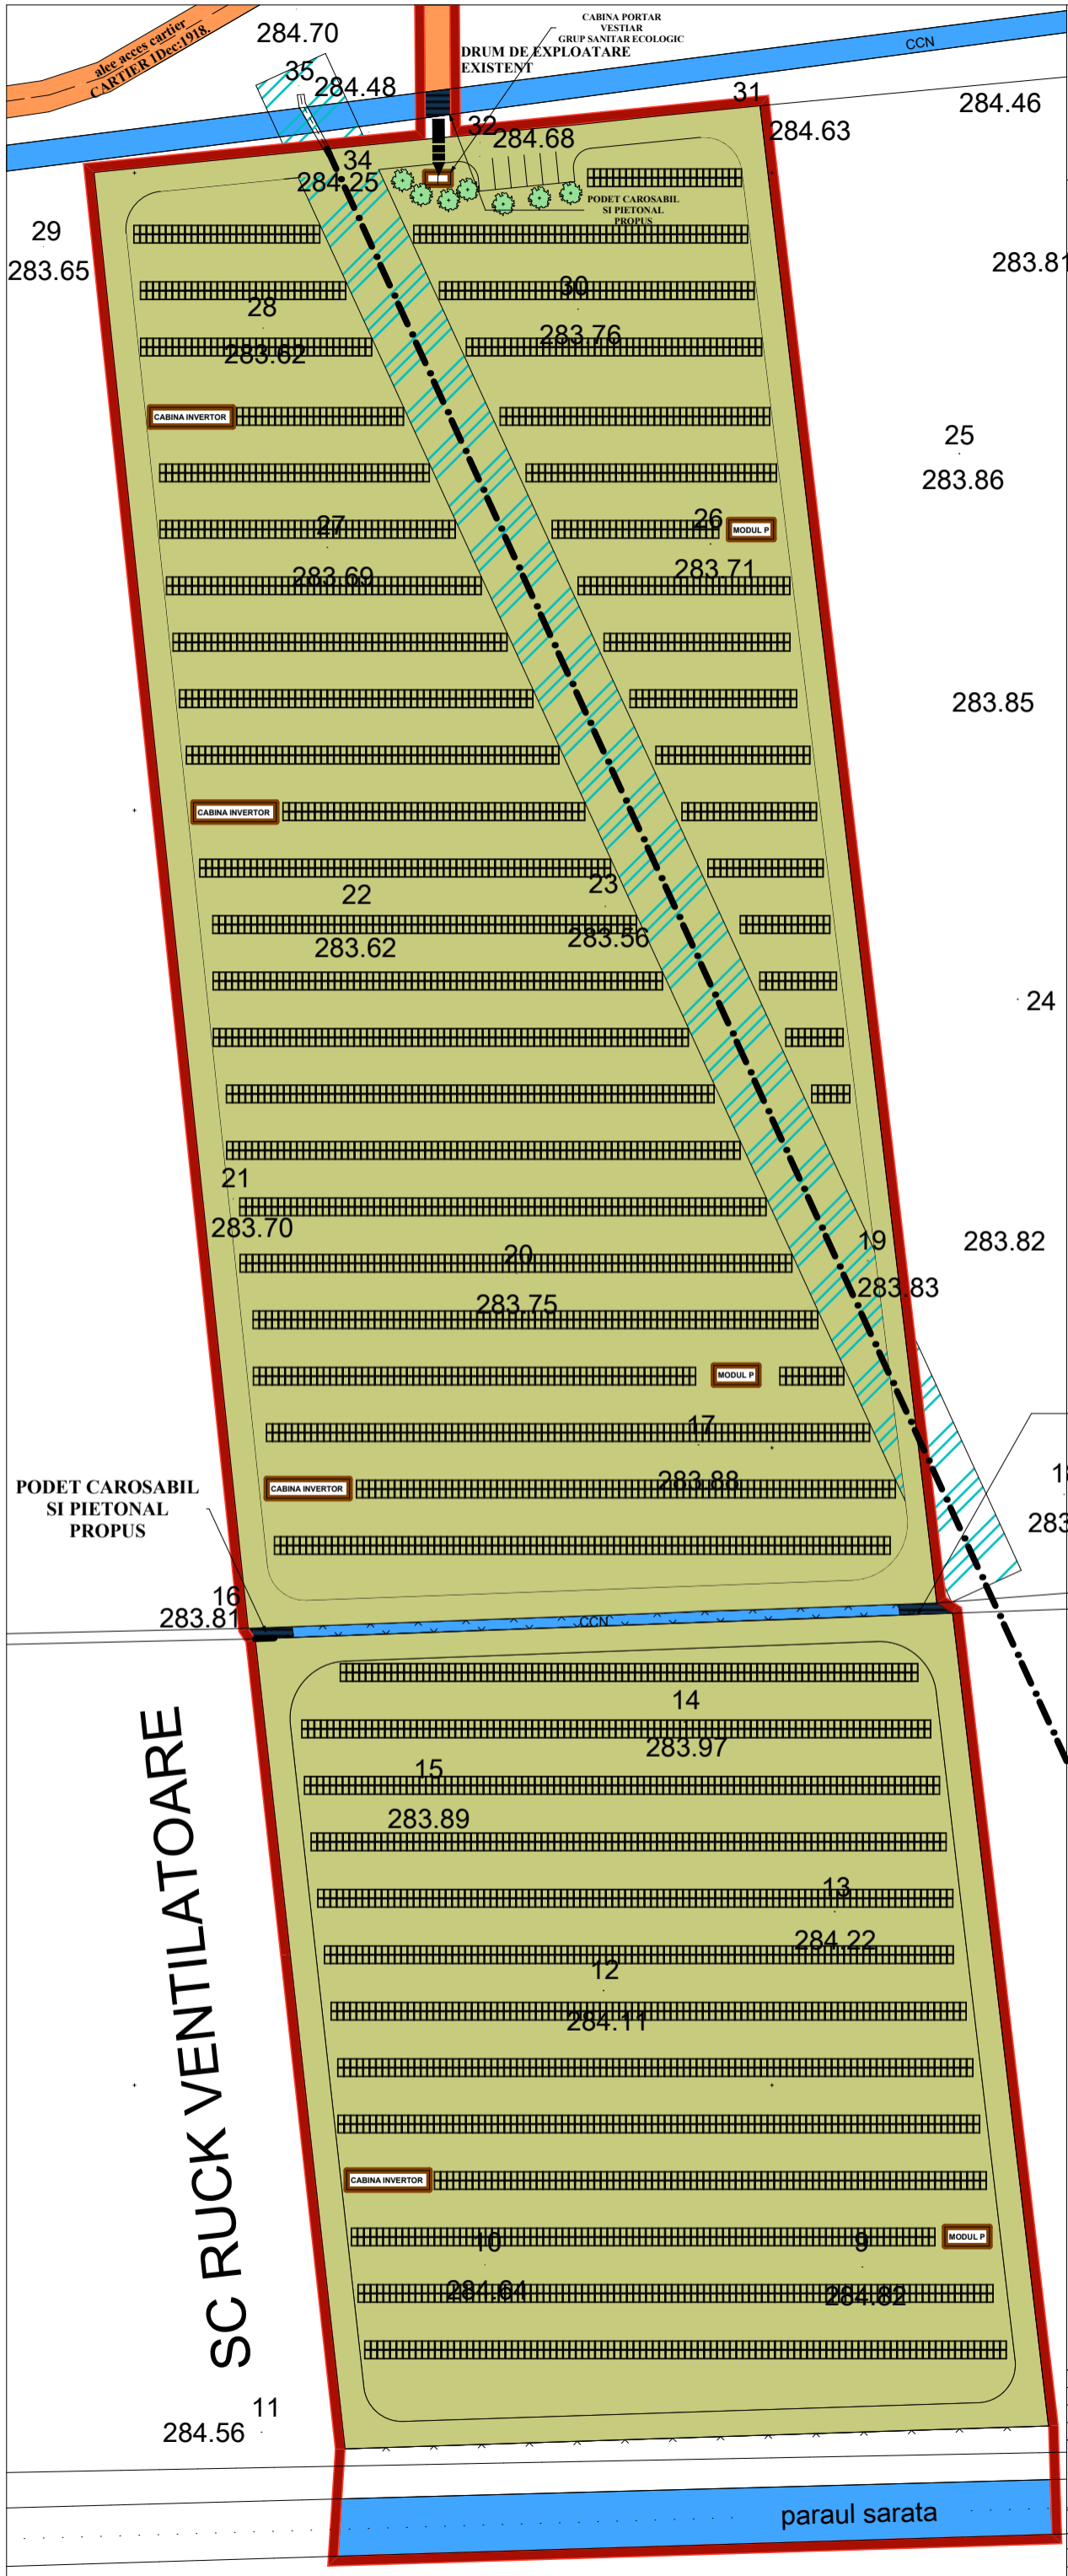 284.70
CABINA PORTAR
VESTIAR
GRUP SANITAR ECOLOGIC
alee acces cartier
CARTIER 1Dec:1918.
DRUM DE EXPLOATARE
EXISTENT
CCN
35
284.48
31
284.46
32
284.68
284.63
34
284.25
PODET CAROSABIL
SI PIETONAL
PROPUS
29
283.65
283.81
28
283.62
30
283.76
CABINA INVERTOR
25
283.86
27
283.69
26
MODUL P
283.71
283.85
CABINA INVERTOR
22
283.62
23
283.56
24
21
283.70
20
283.75
19
283.83
283.82
MODUL P
17
283.88
CABINA INVERTOR
PODET CAROSABIL
SI PIETONAL
PROPUS
283
16
283.81
CCN
14
283.97
15
283.89
13
284.22
12
284.11
SC RUCK VENTILATOARE
CABINA INVERTOR
10
284.64
9
284.82
MODUL P
11
284.56
paraul sarata